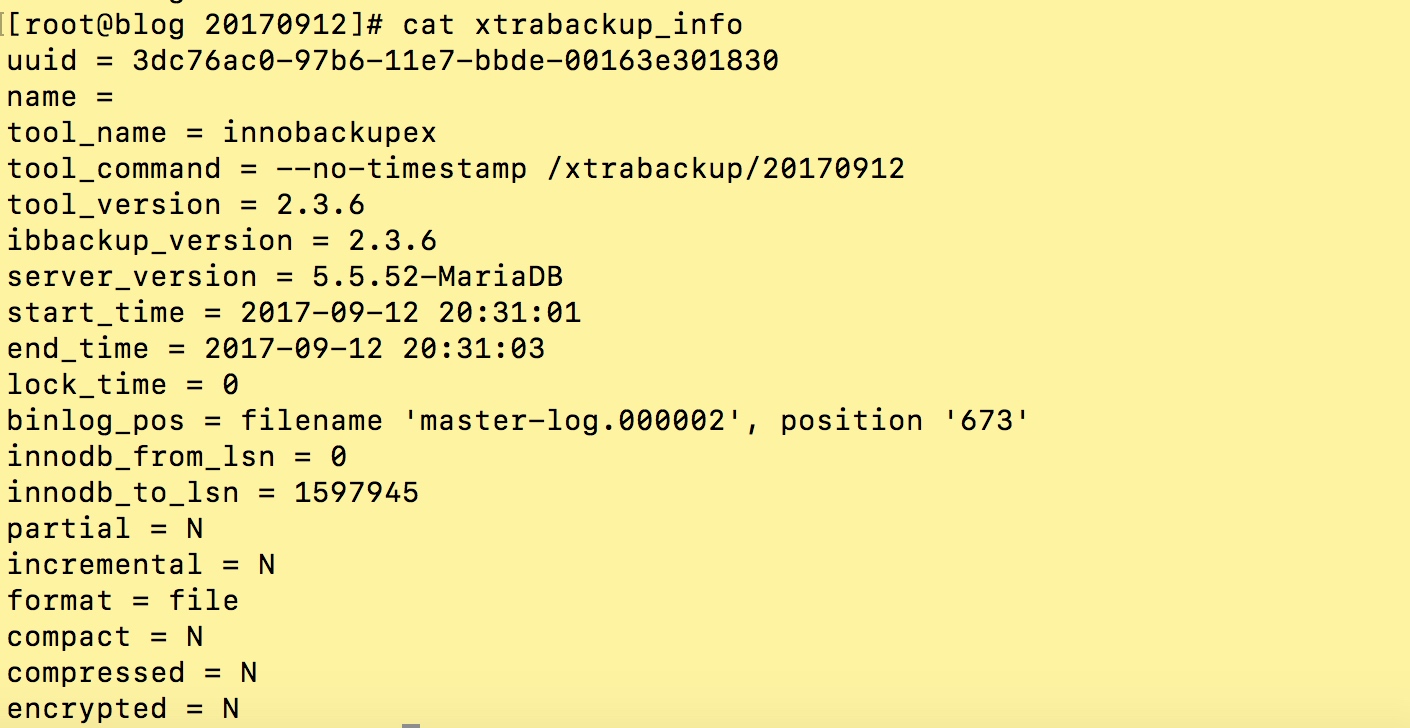 [[root@blog 20170912]# cat xtrabackup_info
uuid = 3dc76ac0-97b6-11e7-bbde-00163e301830
name =
tool_name = innobackupex
tool_command = --no-timestamp /xtrabackup/20170912
tool_version = 2.3.6
ibbackup_version = 2.3.6
server_version = 5.5.52-MariaDB
start_time = 2017-09-12 20:31:01
end_time = 2017-09-12 20:31:03
lock_time = 0
binlog_pos = filename 'master-log.000002', position '673'
innodb_from_lsn = 0
innodb_to_lsn = 1597945
partial = N
incremental = N
format = file
compact = N
compressed = N
encrypted = N